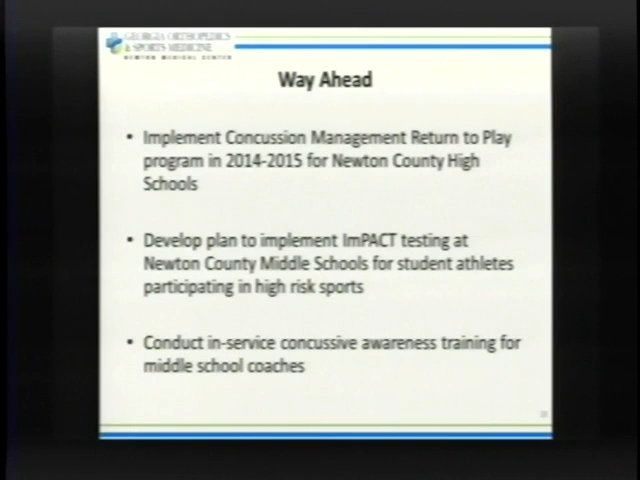 GEORGIA ORTHOPEDICS
& SPORTS MEDICINE
NEWTON MEDICAL CENTER
Way Ahead
• Implement Concussion Management Return to Play
program in 2014-2015 for Newton County High
Schools
• Develop plan to implement ImPACT testing at
Newton County Middle Schools for student athletes
participating in high risk sports
• Conduct in-service concussive awareness training for
middle school coaches